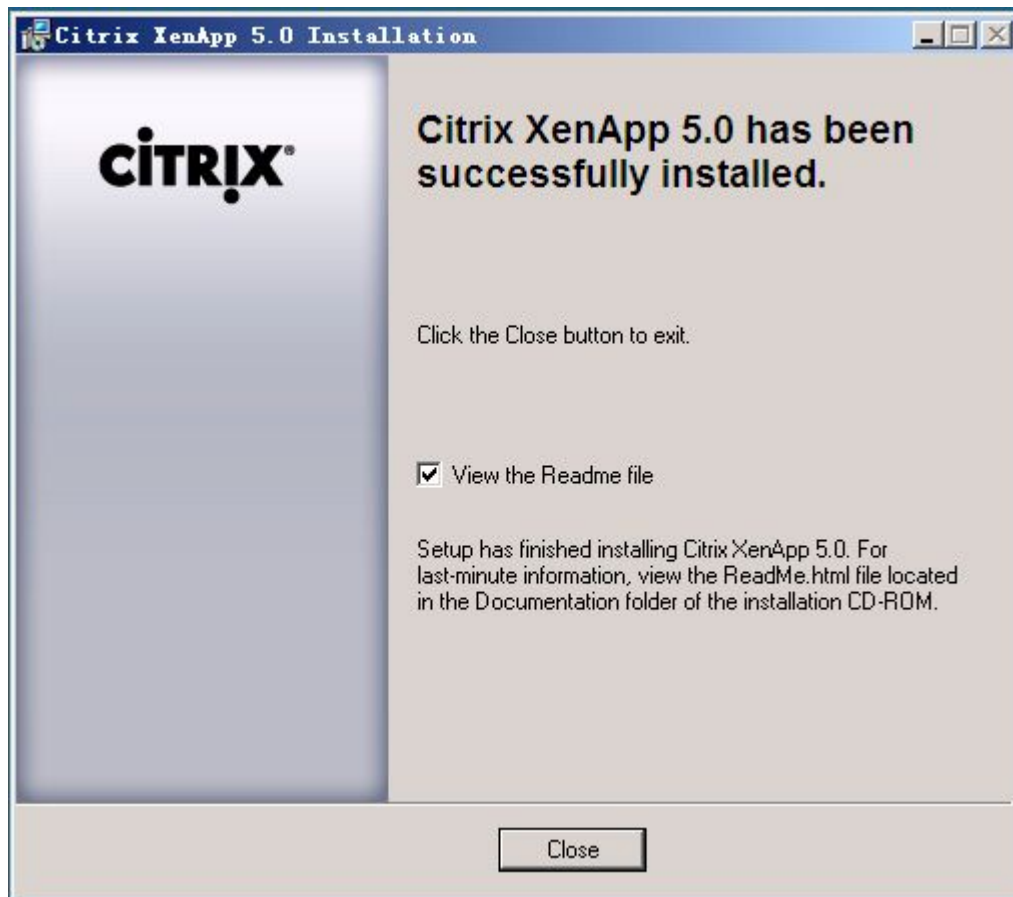 Citrix XenApp 5.0 Installation
CİTRIX®
Citrix XenApp 5.0 has been
successfully installed.
Click the Close button to exit.
View the Readme file
Setup has finished installing Citrix XenApp 5.0. For
last-minute information, view the ReadMe.html file located
in the Documentation folder of the installation CD-ROM.
Close